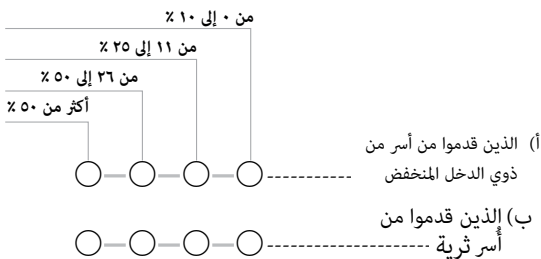 من ٠ إلى ١٠ ٪
من ١١ إلى ٢٥ ٪
من ٢٦ إلى ٥٠ ٪
أكثر من ٥٠ ٪
أ) الذين قدموا من أسر من
ذوي الدخل المنخفض
ب) الذين قدموا من
أُسر ثرية